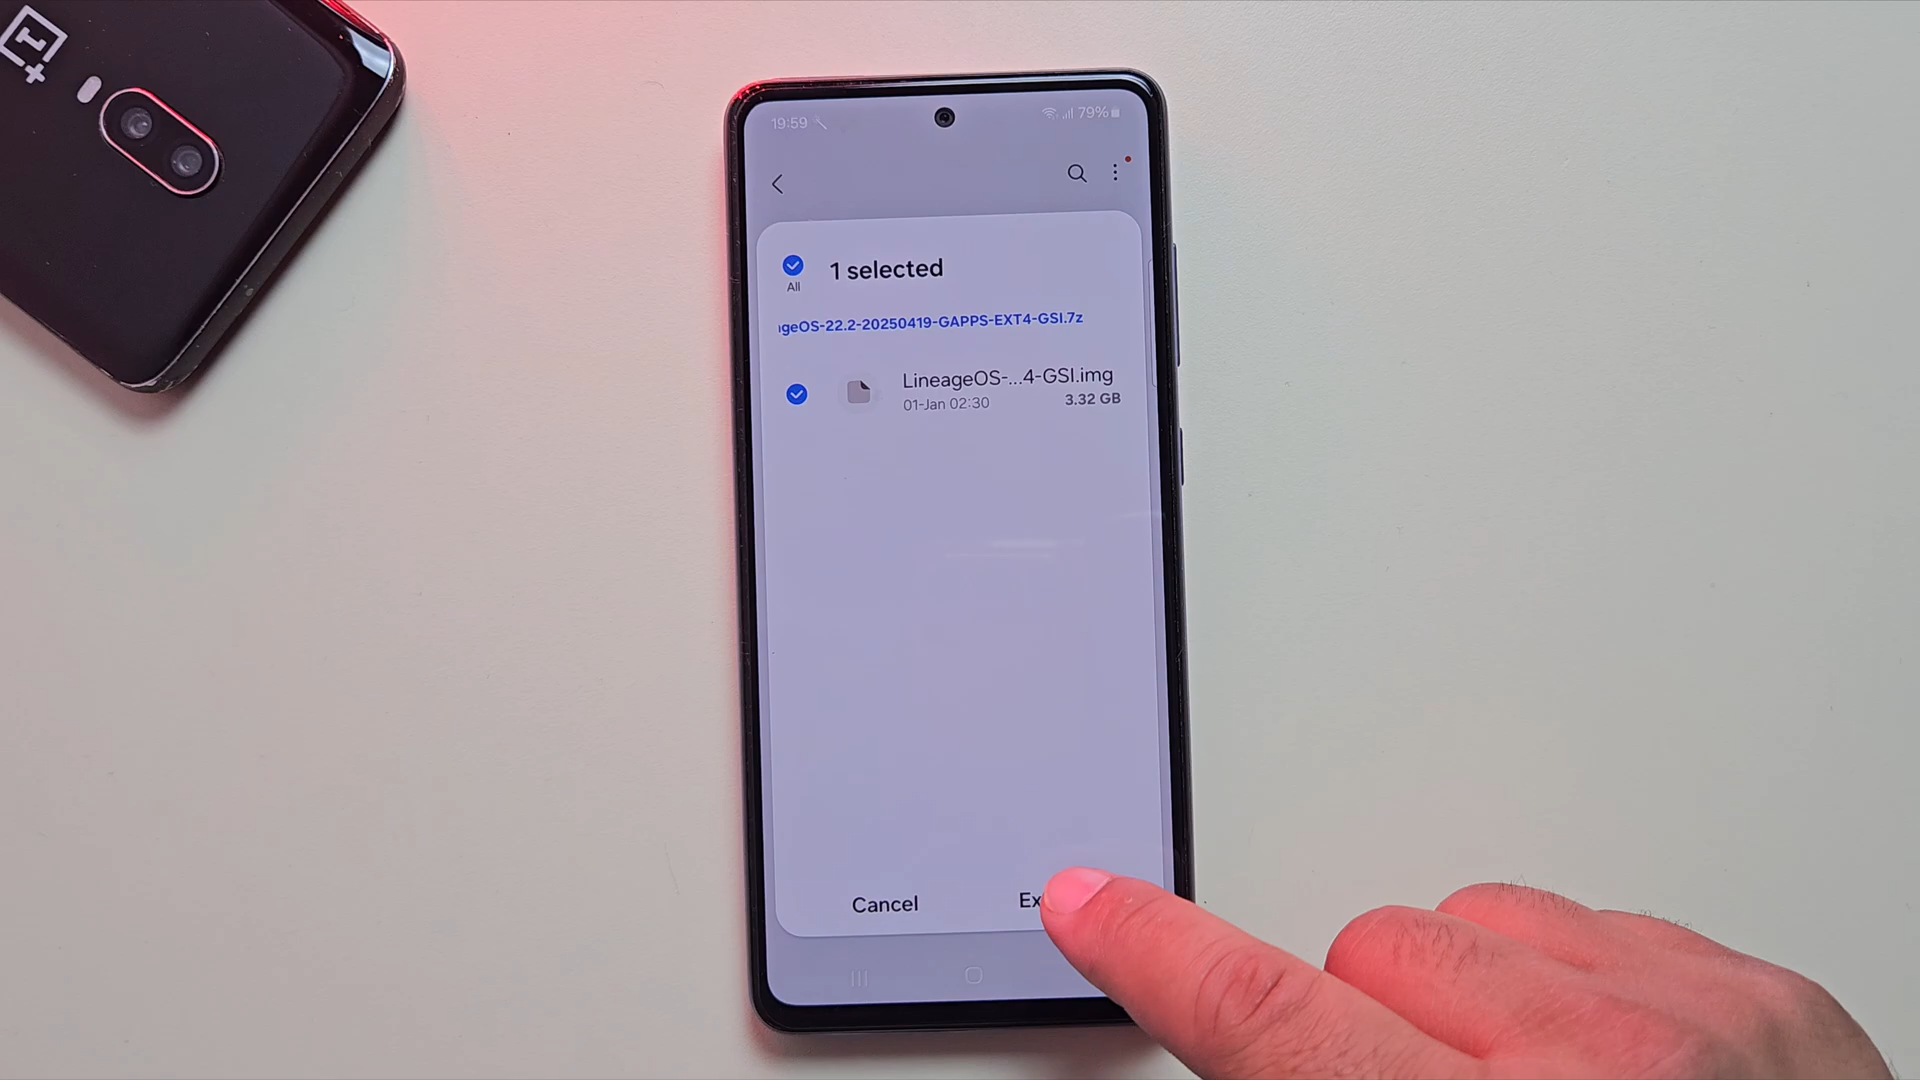 19:59
79%
1 selected
All
ageOS-22.2-20250419-GAPPS-EXT4-GSI.7z
LineageOS-...4-GSI.img
01-Jan 02:30
3.32 GB
Cancel
Ex